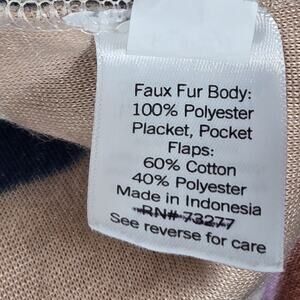 Faux Fur Body:
100% Polyester
Placket, Pocket
Flaps:
60% Cotton
40% Polyester
Made in Indonesia
RN# 73277
See reverse for care